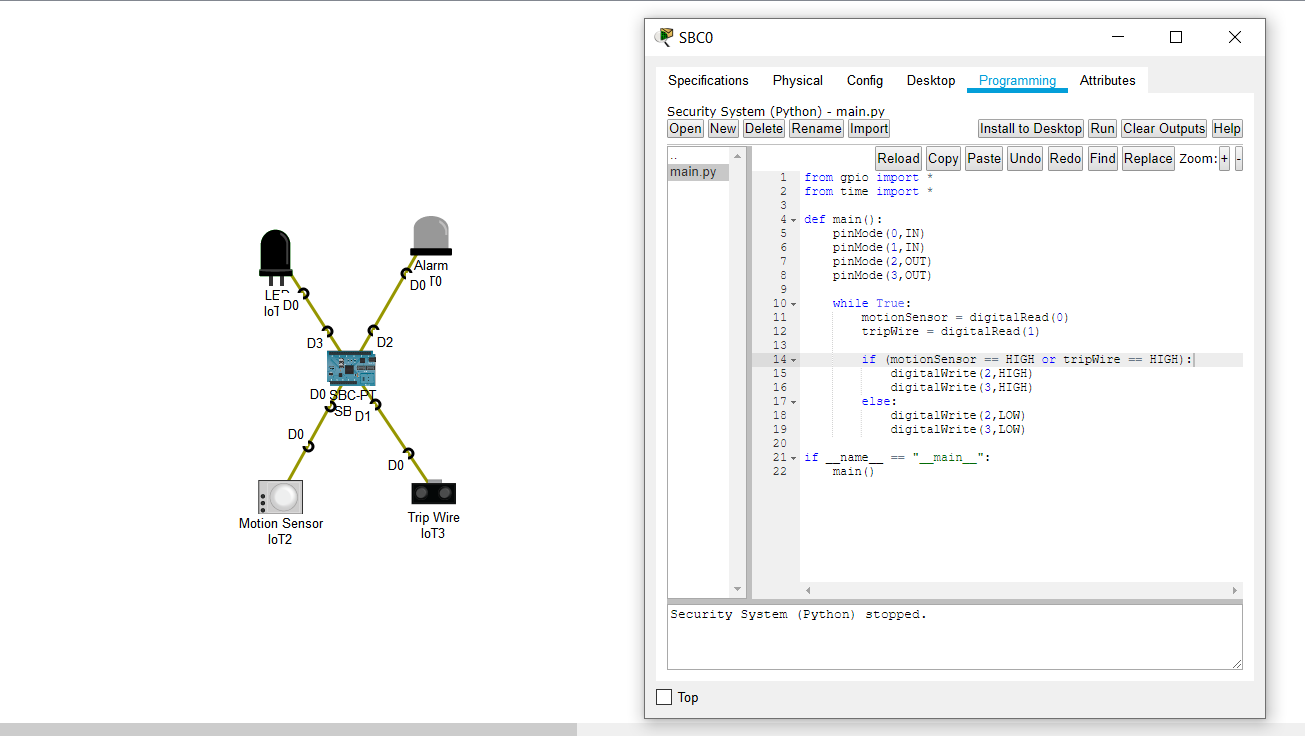 SBC0
Specifications Physical Config Desktop Programming Attributes
Security System (Python) - main.py
Open New Delete Rename Import Install to Desktop Run Clear Outputs Help
..
main.py
Reload Copy Paste Undo Redo Find Replace Zoom: + -
1 from gpio import *
2 from time import *
3
4 def main():
5 pinMode(0,IN)
6 pinMode(1,IN)
7 pinMode(2,OUT)
8 pinMode(3,OUT)
9
10 while True:
11 motionSensor = digitalRead(0)
12 tripWire = digitalRead(1)
13
14 if (motionSensor == HIGH or tripWire == HIGH):
15 digitalWrite(2,HIGH)
16 digitalWrite(3,HIGH)
17 else:
18 digitalWrite(2,LOW)
19 digitalWrite(3,LOW)
20
21 if __name__ == "__main__":
22 main()
Security System (Python) stopped.
Top
Alarm
T0
D0
LED
IoT
D0
D3
D2
D0
SBC-PT
SB
D1
D0
D0
Motion Sensor
IoT2
Trip Wire
IoT3